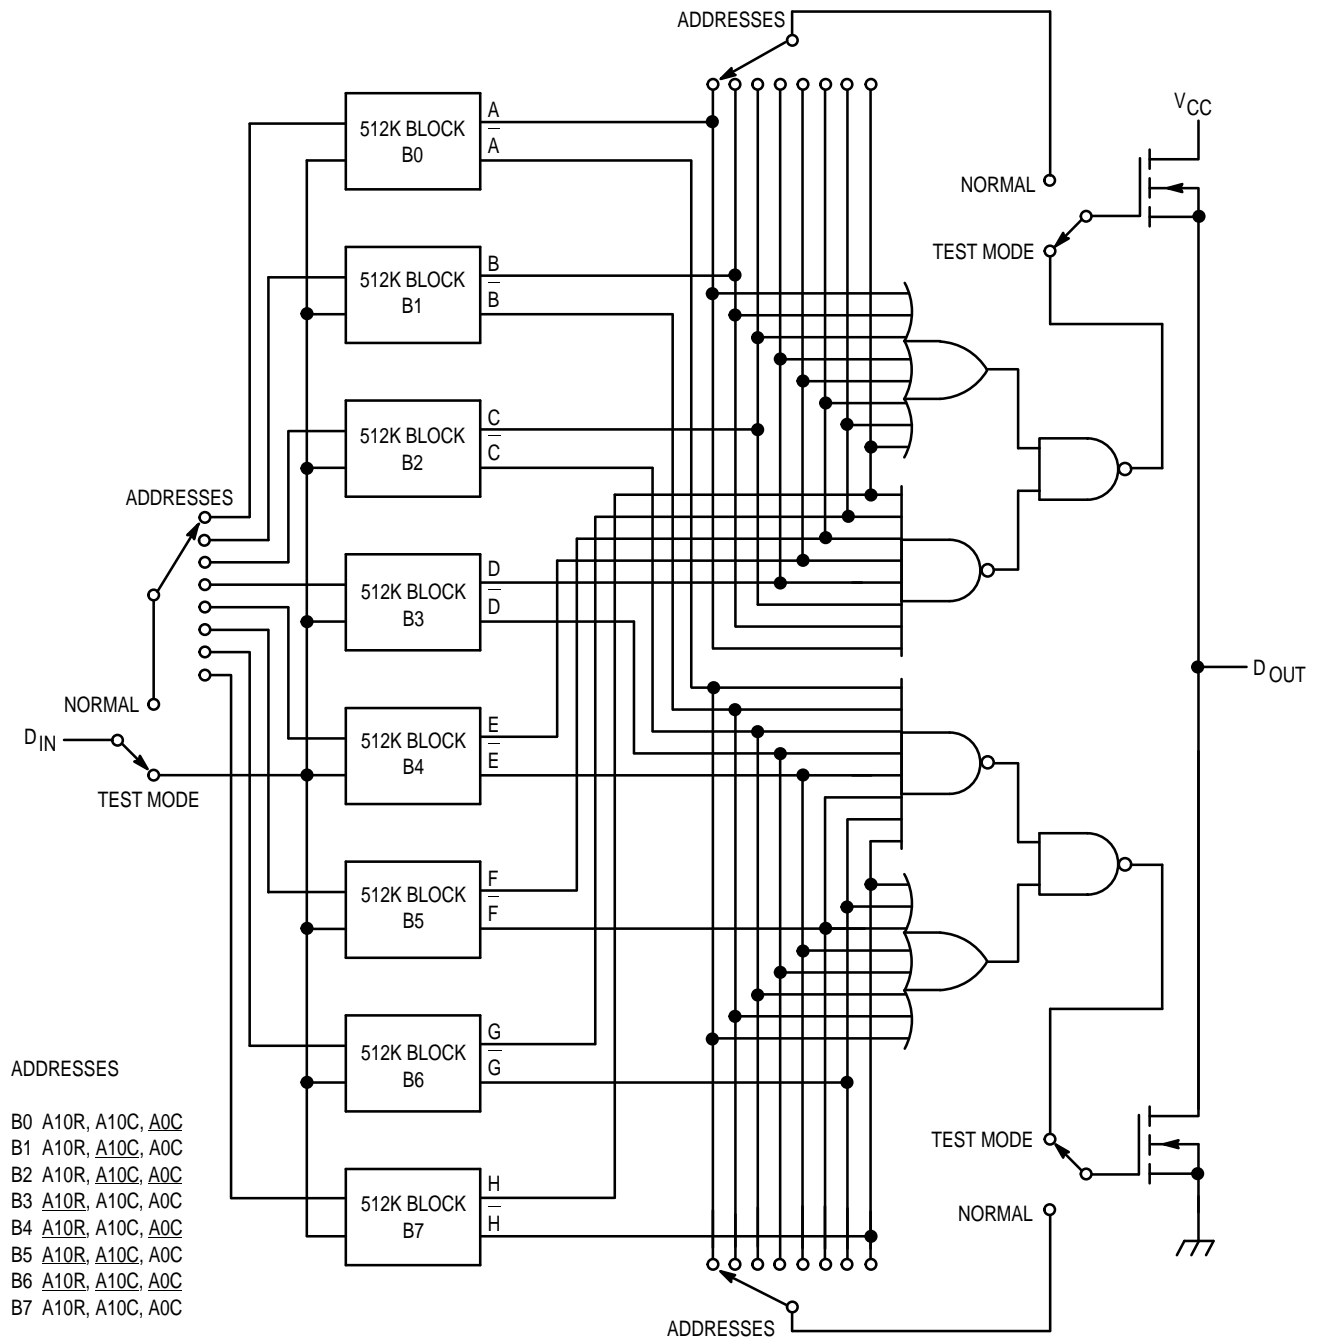 ADDRESSES
V CC
NORMAL
TEST MODE
512K BLOCK
B0
A
A̅
512K BLOCK
B1
B
B̅
512K BLOCK
B2
C
C̅
ADDRESSES
512K BLOCK
B3
D
D̅
NORMAL
D IN
TEST MODE
512K BLOCK
B4
E
E̅
D OUT
512K BLOCK
B5
F
F̅
512K BLOCK
B6
G
G̅
512K BLOCK
B7
H
H̅
TEST MODE
NORMAL
ADDRESSES
ADDRESSES
B0 A10R, A10C, <u>A0C</u>
B1 A10R, <u>A10C</u>, A0C
B2 A10R, <u>A10C</u>, <u>A0C</u>
B3 <u>A10R</u>, A10C, A0C
B4 <u>A10R</u>, A10C, <u>A0C</u>
B5 <u>A10R</u>, <u>A10C</u>, A0C
B6 <u>A10R</u>, <u>A10C</u>, <u>A0C</u>
B7 A10R, A10C, A0C